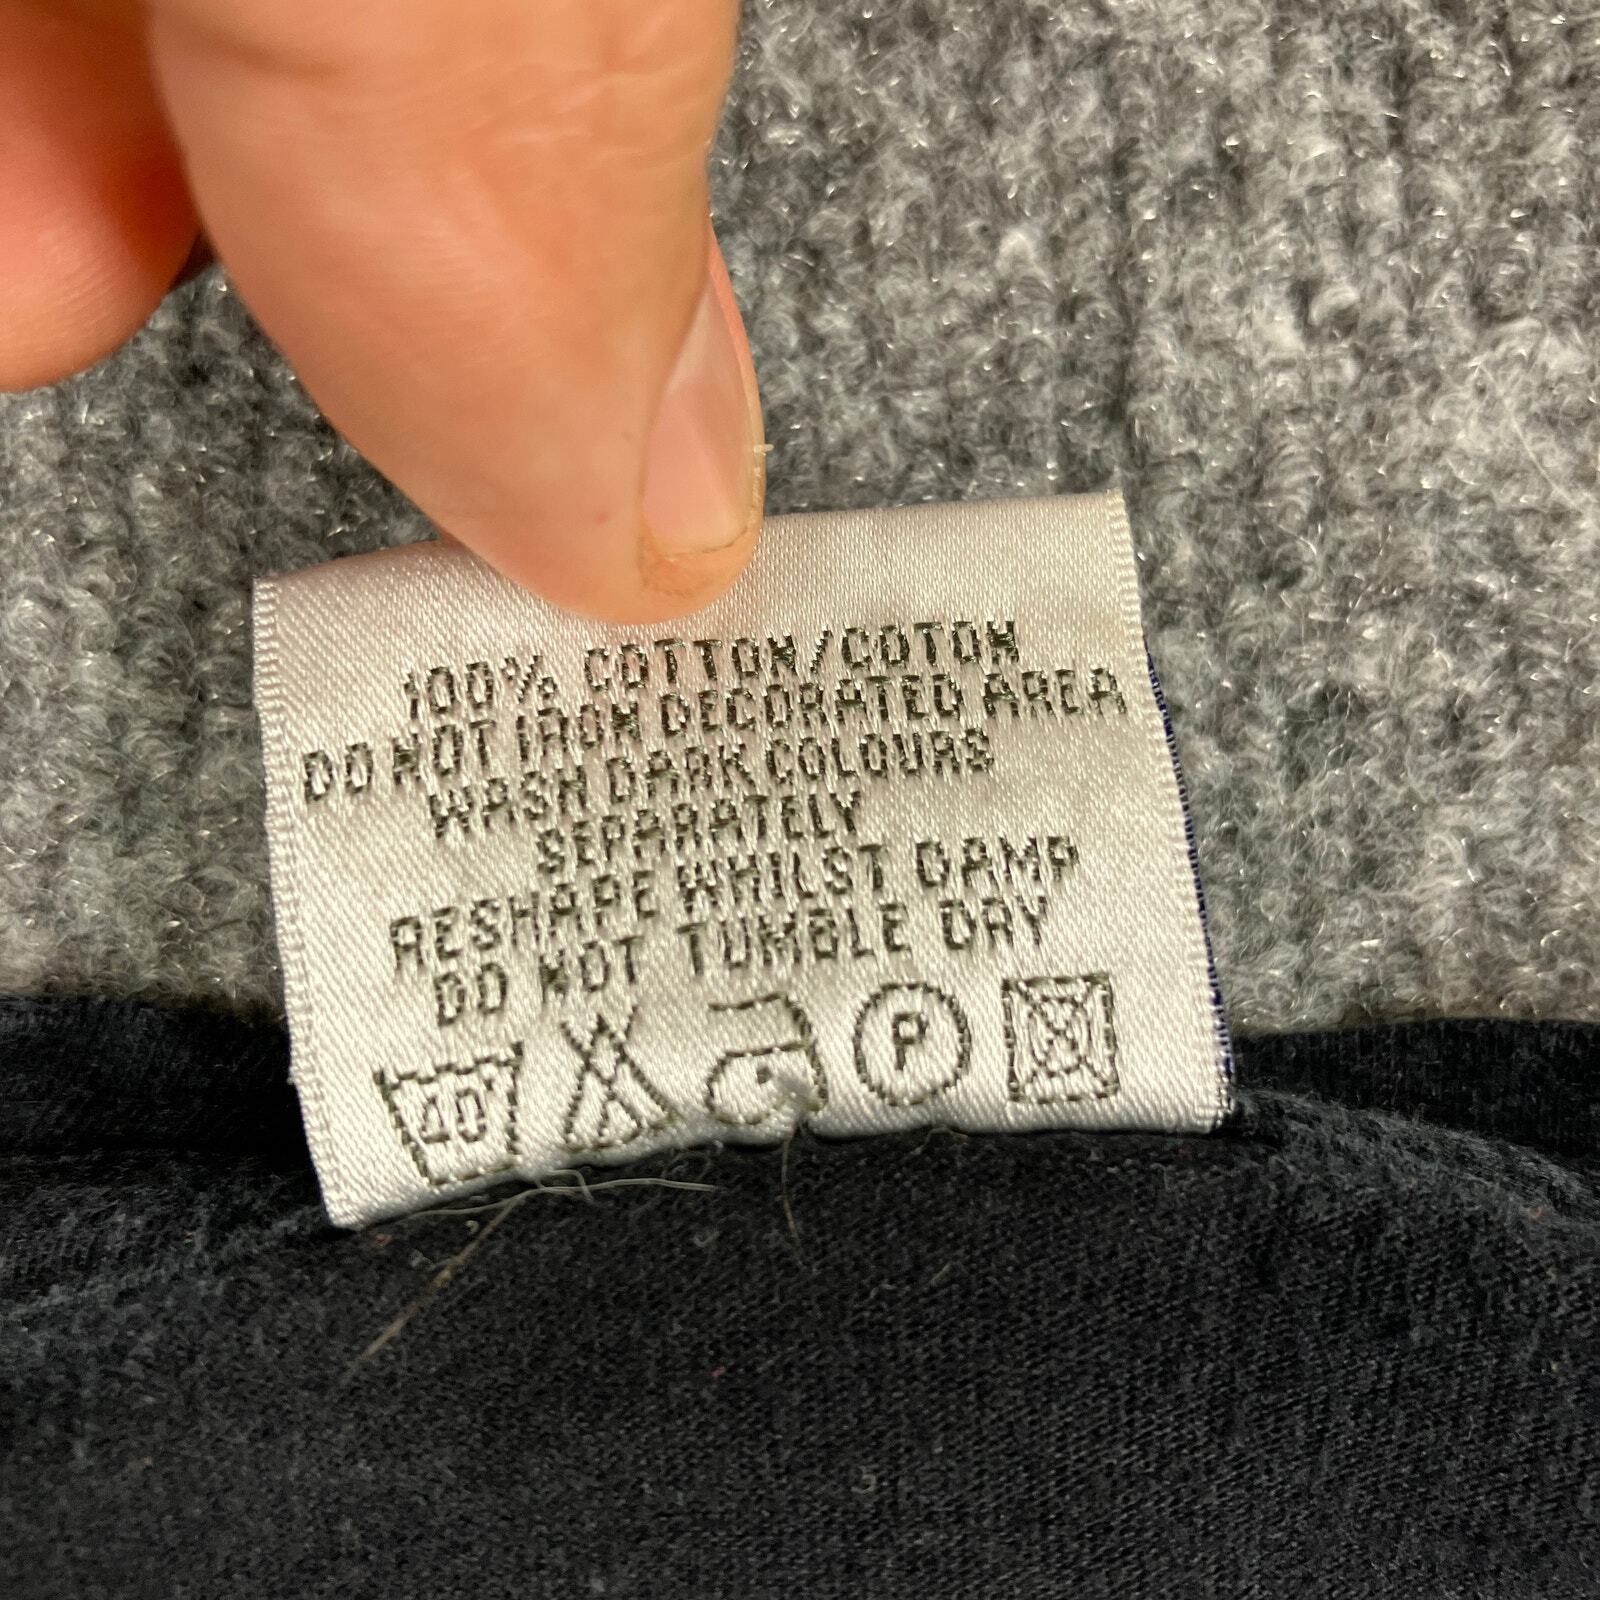 100% COTTON/COTON
DO NOT IRON DECORATED AREA
WASH DARK COLOURS
SEPARATELY
RESHAPE WHILST DAMP
DO NOT TUMBLE DRY
40° P